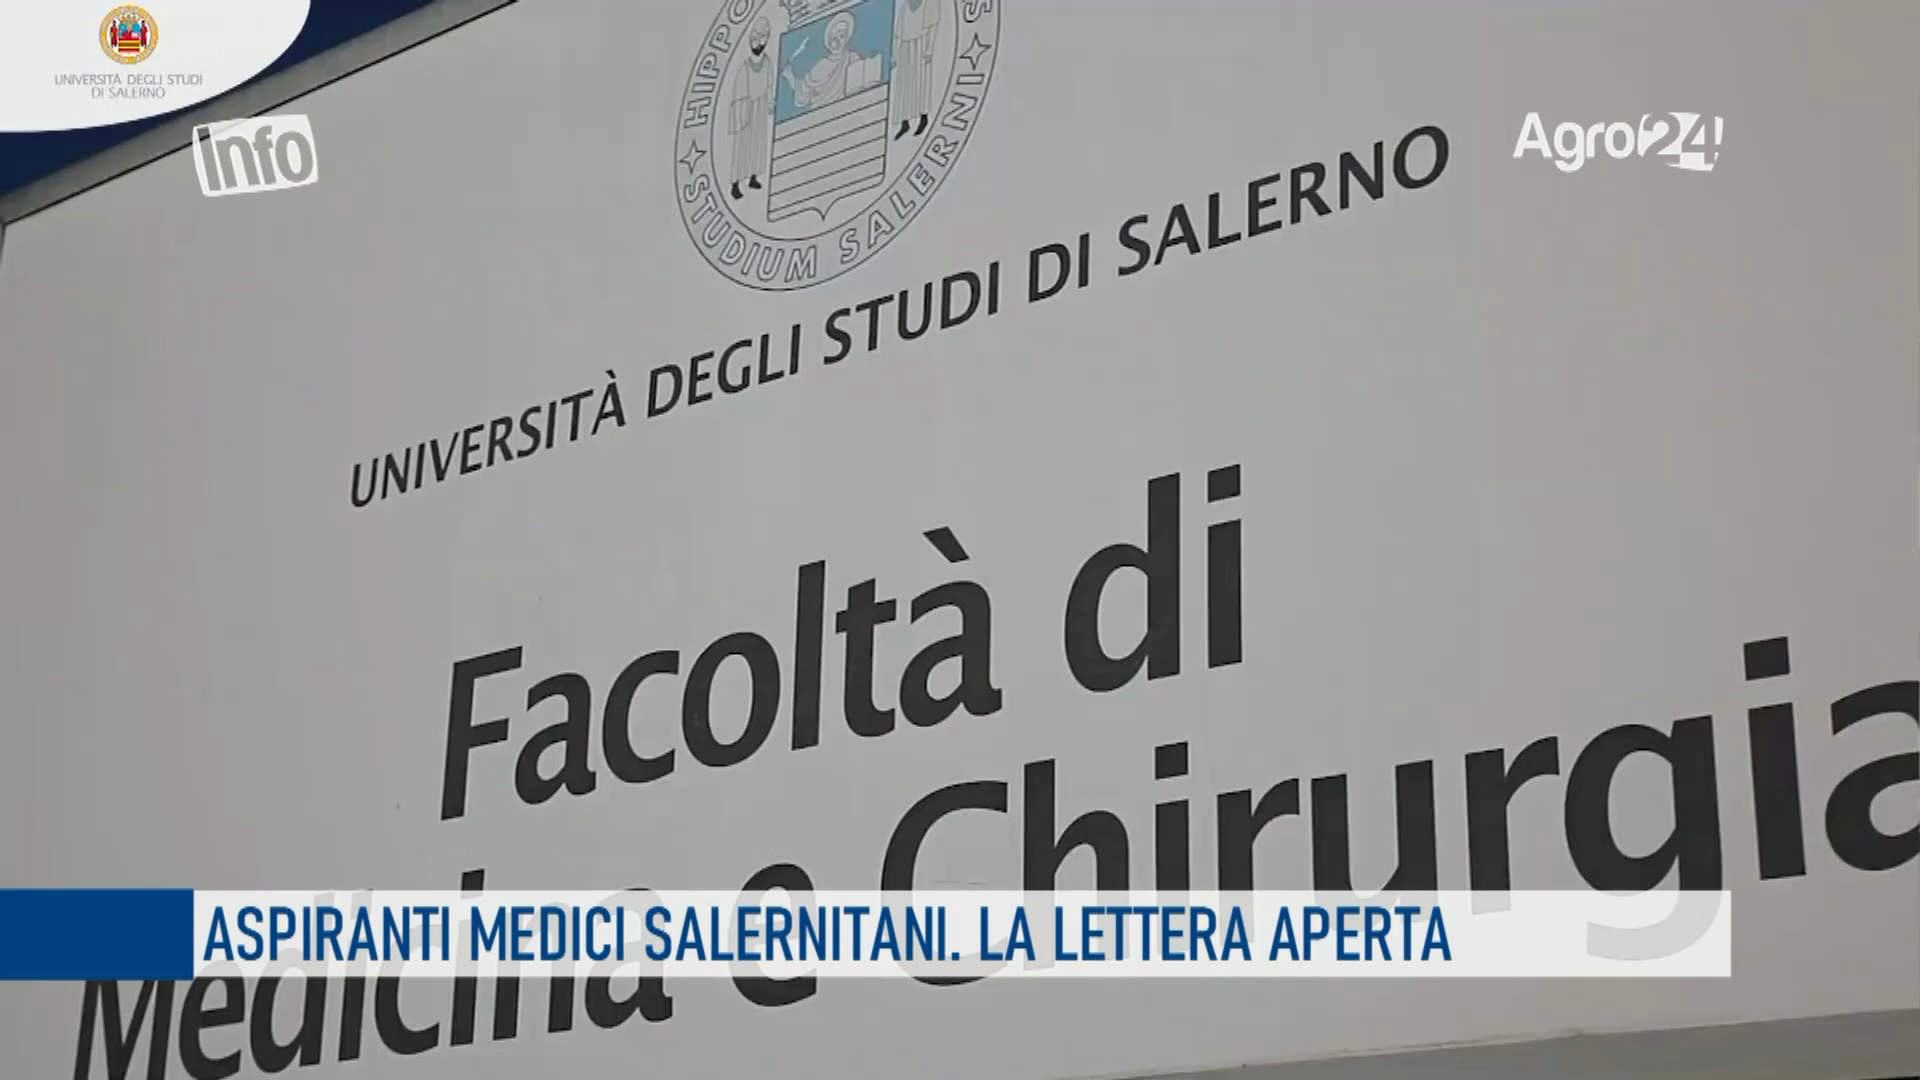 UNIVERSITÀ DEGLI STUDI
DI SALERNO
Info
Agro24
HIPPO
STUDIUM SALERNI
UNIVERSITÀ DEGLI STUDI DI SALERNO
Facoltà di
Medicina e Chirurgia
ASPIRANTI MEDICI SALERNITANI. LA LETTERA APERTA